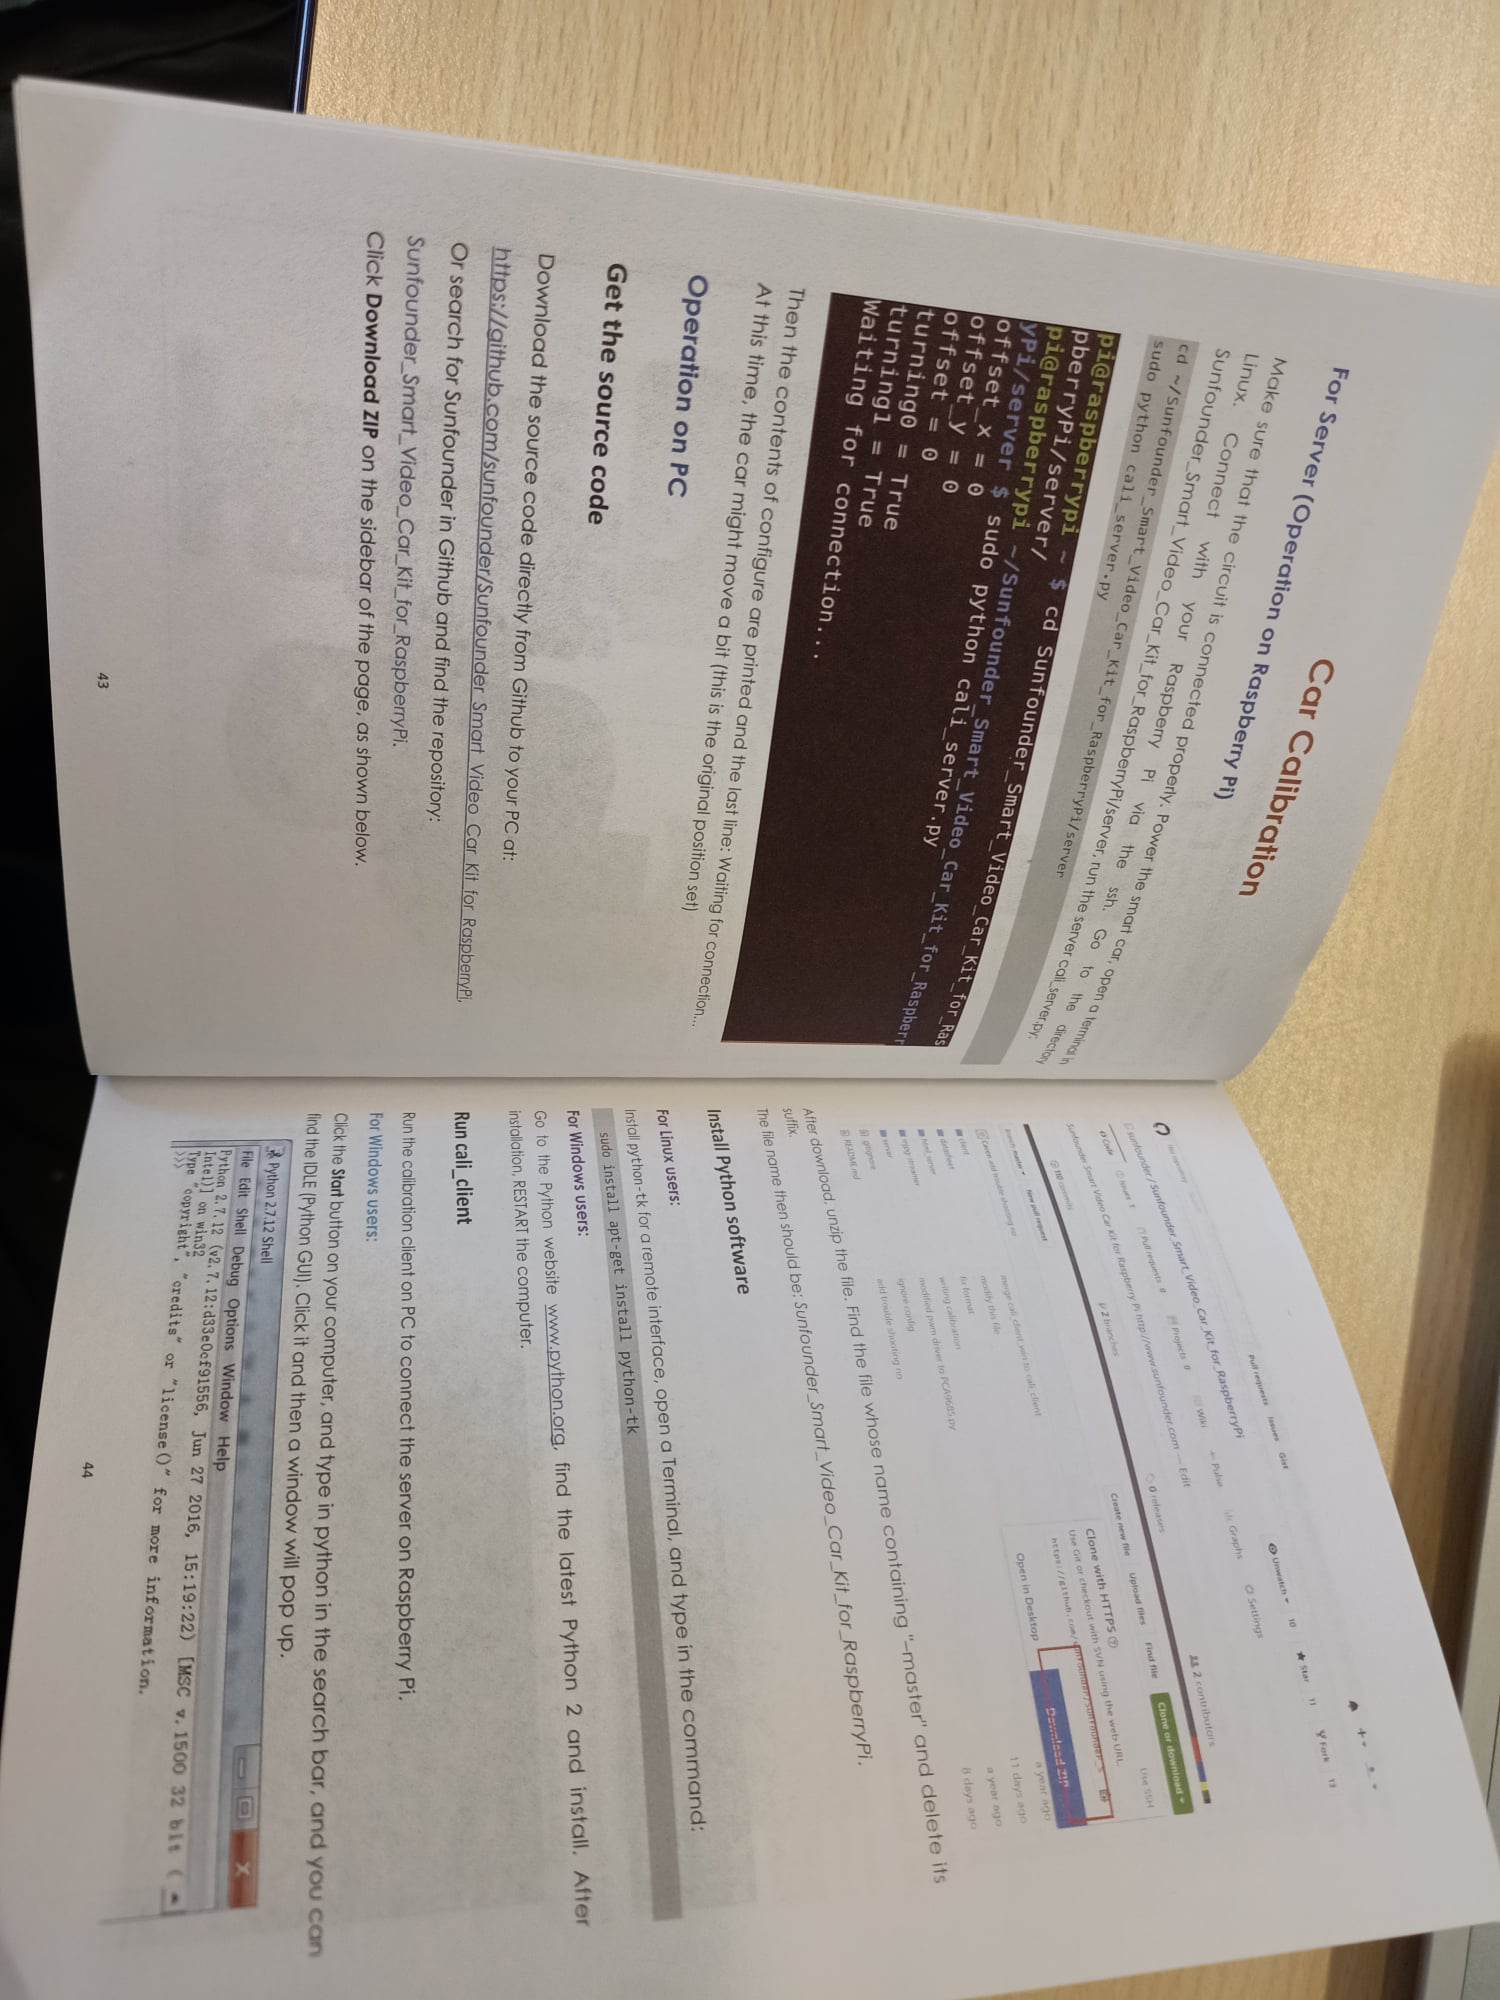 Car Calibration
For Server (Operation on Raspberry Pi)
Make sure that the circuit is connected properly. Power the smart car, open a terminal in
Linux. Connect with your Raspberry Pi via the ssh. Go to the directory
Sunfounder_Smart_Video_Car_Kit_for_RaspberryPi/server, run the server cali_server.py:
cd ~/Sunfounder_Smart_Video_Car_Kit_for_RaspberryPi/server
sudo python cali_server.py
pi@raspberrypi ~ $ cd Sunfounder_Smart_Video_Car_Kit_for_Ras
pberryPi/server/
pi@raspberrypi ~/Sunfounder_Smart_Video_Car_Kit_for_Raspberr
yPi/server $ sudo python cali_server.py
offset_x = 0
offset_y = 0
offset = 0
turning0 = True
turning1 = True
Waiting for connection...
Then the contents of configure are printed and the last line: Waiting for connection...
At this time, the car might move a bit (this is the original position set)
Operation on PC
Get the source code
Download the source code directly from Github to your PC at:
https://github.com/sunfounder/Sunfounder_Smart_Video_Car_Kit_for_RaspberryPi.
Or search for Sunfounder in Github and find the repository:
Sunfounder_Smart_Video_Car_Kit_for_RaspberryPi.
Click Download ZIP on the sidebar of the page, as shown below.
43
Pull requests Issues Gist
sunfounder / Sunfounder_Smart_Video_Car_Kit_for_RaspberryPi
Unwatch 10 Star 11 Fork 13
Code Issues 1 Pull requests 0 Projects 0 Wiki Pulse Graphs Settings
Sunfounder Smart Video Car Kit for Raspberry Pi http://www.sunfounder.com — Edit
110 commits 2 branches 0 releases 2 contributors
Branch: master New pull request Create new file Upload files Find file Clone or download
Clone with HTTPS Use SSH
Use Git or checkout with SVN using the web URL.
https://github.com/sunfounder/Sunfounder_S
Open in Desktop Download ZIP
client modify this file
datasheet fix format a year ago
writing calibration 11 days ago
mjpg-streamer modified pwm driver to PCA9685.py a year ago
server 8 days ago
.gitignore ignore config
README.md add trouble shooting
After download, unzip the file. Find the file whose name containing "–master" and delete its
suffix.
The file name then should be: Sunfounder_Smart_Video_Car_Kit_for_RaspberryPi.
Install Python software
For Linux users:
Install python-tk for a remote interface, open a Terminal, and type in the command:
sudo install apt-get install python-tk
For Windows users:
Go to the Python website www.python.org, find the latest Python 2 and install. After
installation, RESTART the computer.
Run cali_client
Run the calibration client on PC to connect the server on Raspberry Pi.
For Windows users:
Click the Start button on your computer, and type in python in the search bar, and you can
find the IDLE (Python GUI). Click it and then a window will pop up.
Python 2.7.12 Shell
File Edit Shell Debug Options Window Help
Python 2.7.12 (v2.7.12:d33e0cf91556, Jun 27 2016, 15:19:22) [MSC v.1500 32 bit (
Intel)] on win32
Type "copyright", "credits" or "license()" for more information.
>>>
44